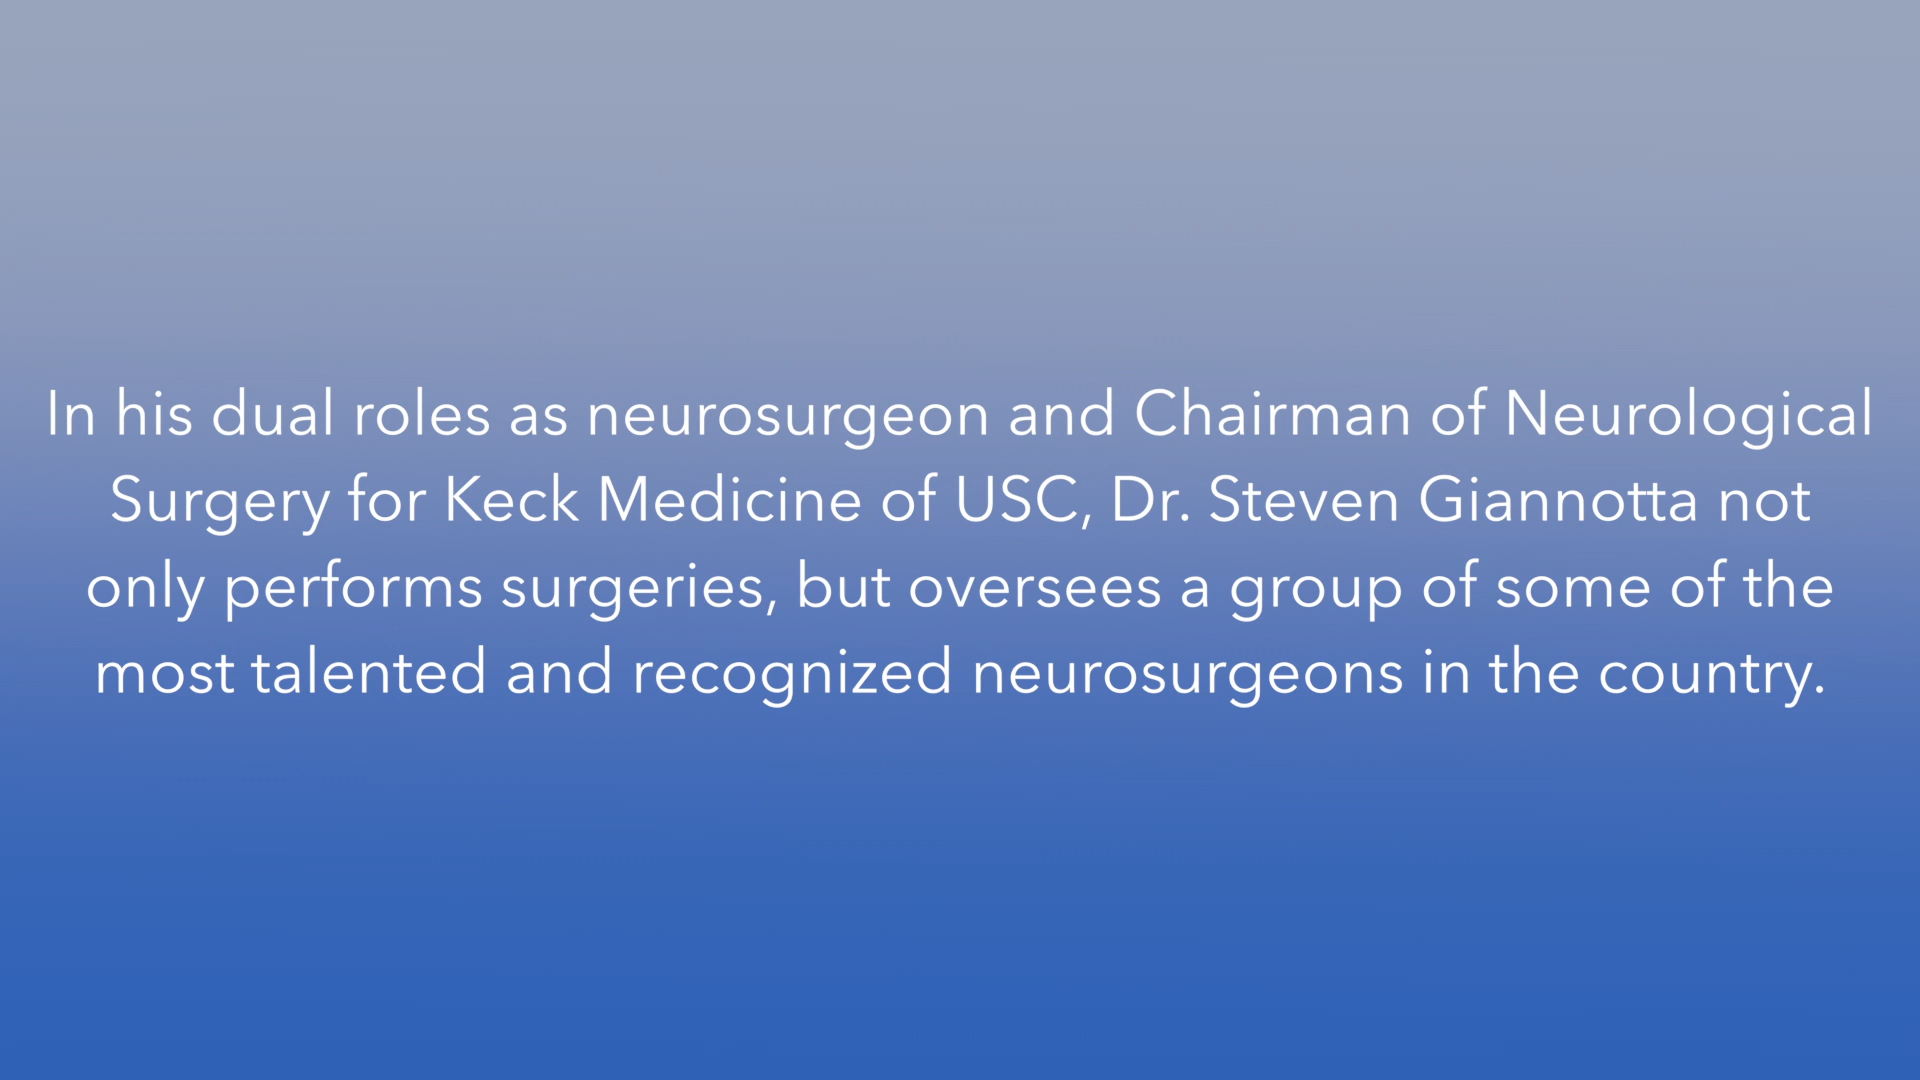 In his dual roles as neurosurgeon and Chairman of Neurological
Surgery for Keck Medicine of USC, Dr. Steven Giannotta not
only performs surgeries, but oversees a group of some of the
most talented and recognized neurosurgeons in the country.